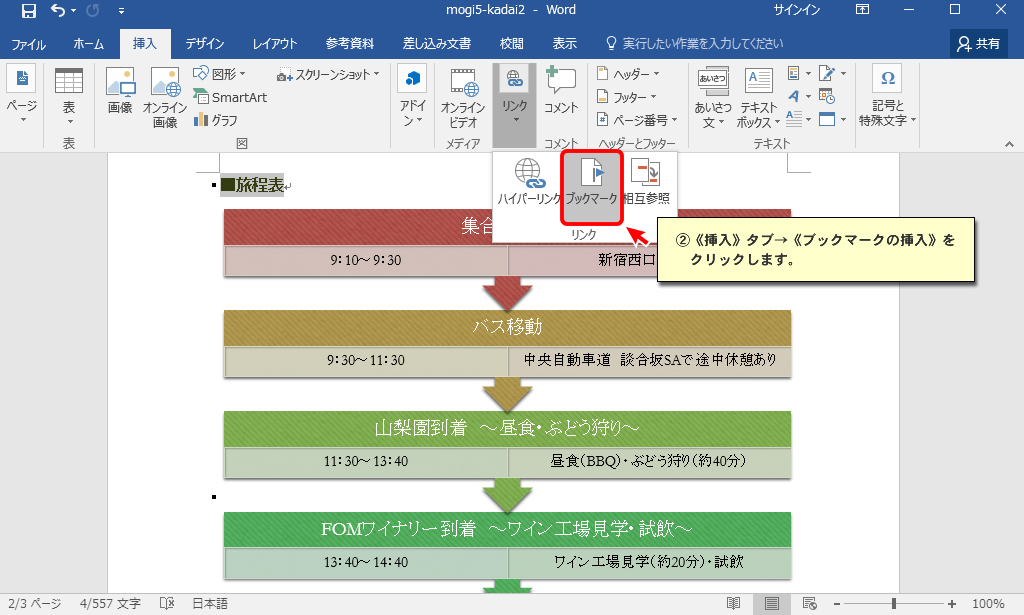 mogi5-kadai2 - Word
サインイン
ファイル ホーム 挿入 デザイン レイアウト 参考資料 差し込み文書 校閲 表示 実行したい作業を入力してください 共有
ページ
表
画像
オンライン
画像
図形
SmartArt
グラフ
スクリーンショット
アドイ
ン
オンライン
ビデオ
リンク
コメント
ヘッダー
フッター
ページ番号
あいさつ
あいさつ
文
A
テキスト
ボックス
Ω
記号と
特殊文字
表 図 メディア コメント ヘッダーとフッター テキスト
ハイパーリンク ブックマーク 相互参照
リンク
②《挿入》タブ→《ブックマークの挿入》を
クリックします。
■旅程表
集合
9:10～9:30 新宿西口
バス移動
9:30～11:30 中央自動車道 談合坂SAで途中休憩あり
山梨園到着 ～昼食・ぶどう狩り～
11:30～13:40 昼食(BBQ)・ぶどう狩り(約40分)
FOMワイナリー到着 ～ワイン工場見学・試飲～
13:40～14:40 ワイン工場見学(約20分)・試飲
2/3 ページ 4/557 文字 日本語 100%